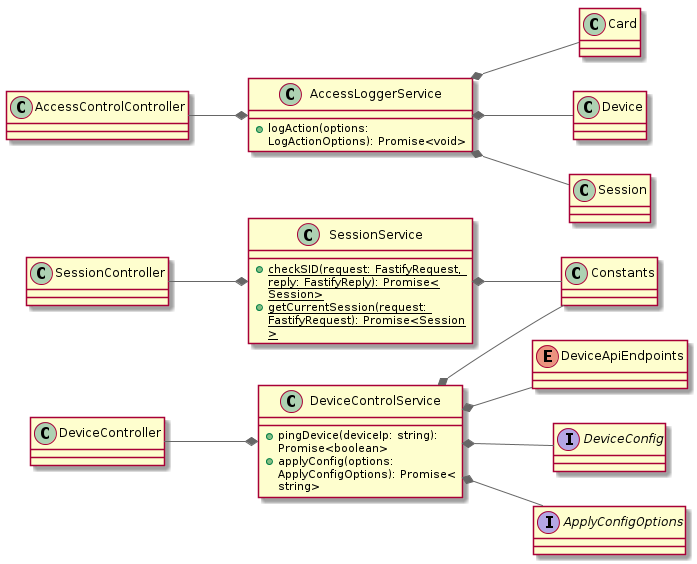 C Card
C AccessControlController
C AccessLoggerService
logAction(options:
LogActionOptions): Promise<void>
C Device
C Session
C SessionController
C SessionService
checkSID(request: FastifyRequest,
reply: FastifyReply): Promise<
Session>
getCurrentSession(request:
FastifyRequest): Promise<Session
>
C Constants
E DeviceApiEndpoints
C DeviceController
C DeviceControlService
pingDevice(deviceIp: string):
Promise<boolean>
applyConfig(options:
ApplyConfigOptions): Promise<
string>
I DeviceConfig
I ApplyConfigOptions